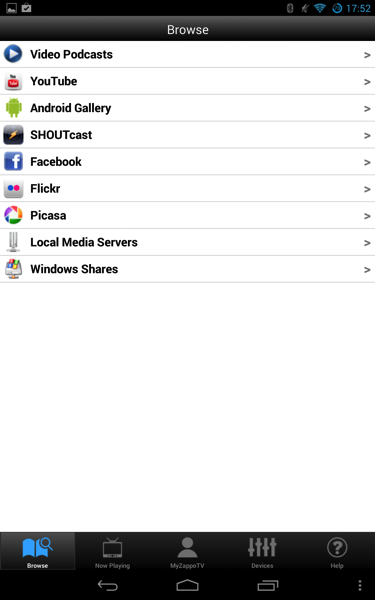 17:52
Browse
Video Podcasts >
YouTube >
Android Gallery >
SHOUTcast >
Facebook >
Flickr >
Picasa >
Local Media Servers >
Windows Shares >
Browse Now Playing MyZappoTV Devices Help